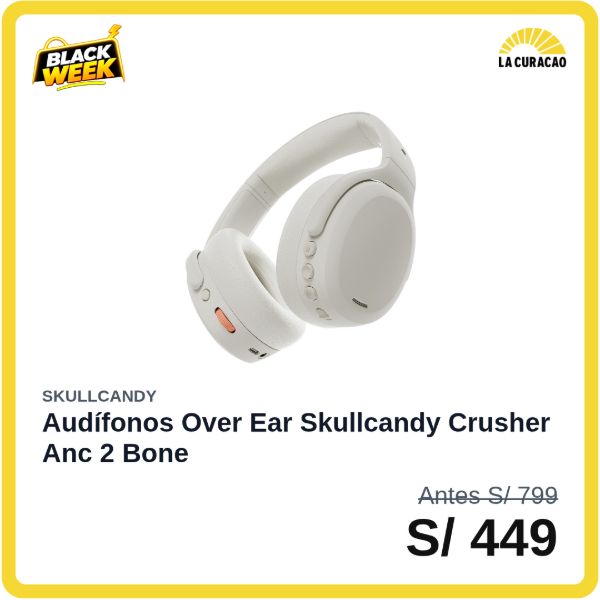 BLACK
WEEK
LA CURACAO
SKULLCANDY
Audífonos Over Ear Skullcandy Crusher
Anc 2 Bone
Antes S/ 799
S/ 449